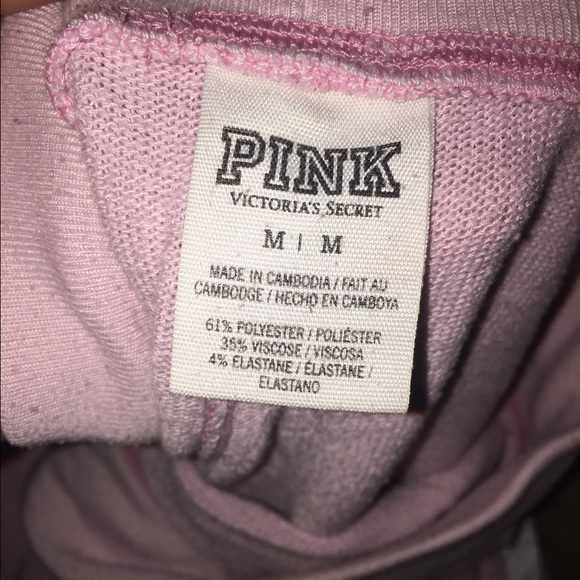 PINK
VICTORIA'S SECRET
M | M
MADE IN CAMBODIA / FAIT AU
CAMBODGE / HECHO EN CAMBOYA
61% POLYESTER / POLIÉSTER
35% VISCOSE / VISCOSA
4% ELASTANE / ÉLASTANE /
ELASTANO